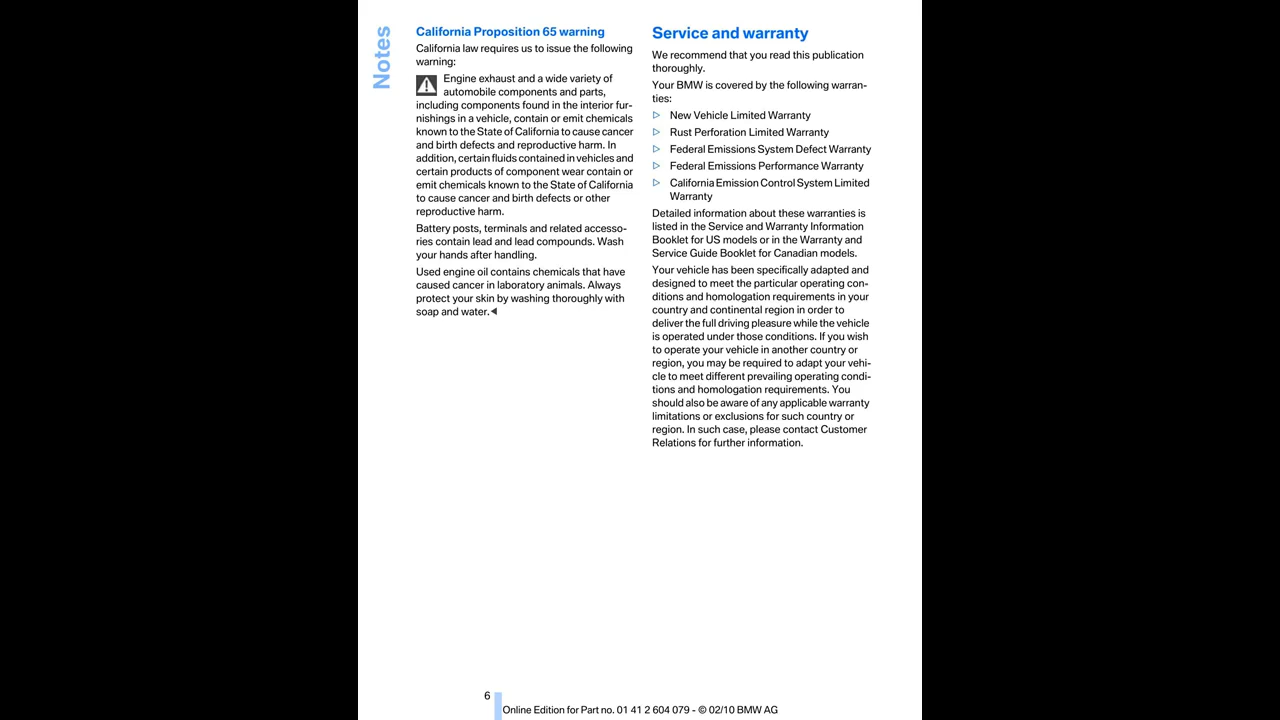 Notes
California Proposition 65 warning
California law requires us to issue the following
warning:
Engine exhaust and a wide variety of
automobile components and parts,
including components found in the interior fur-
nishings in a vehicle, contain or emit chemicals
known to the State of California to cause cancer
and birth defects and reproductive harm. In
addition, certain fluids contained in vehicles and
certain products of component wear contain or
emit chemicals known to the State of California
to cause cancer and birth defects or other
reproductive harm.
Battery posts, terminals and related accesso-
ries contain lead and lead compounds. Wash
your hands after handling.
Used engine oil contains chemicals that have
caused cancer in laboratory animals. Always
protect your skin by washing thoroughly with
soap and water.
Service and warranty
We recommend that you read this publication
thoroughly.
Your BMW is covered by the following warran-
ties:
New Vehicle Limited Warranty
Rust Perforation Limited Warranty
Federal Emissions System Defect Warranty
Federal Emissions Performance Warranty
California Emission Control System Limited
Warranty
Detailed information about these warranties is
listed in the Service and Warranty Information
Booklet for US models or in the Warranty and
Service Guide Booklet for Canadian models.
Your vehicle has been specifically adapted and
designed to meet the particular operating con-
ditions and homologation requirements in your
country and continental region in order to
deliver the full driving pleasure while the vehicle
is operated under those conditions. If you wish
to operate your vehicle in another country or
region, you may be required to adapt your vehi-
cle to meet different prevailing operating condi-
tions and homologation requirements. You
should also be aware of any applicable warranty
limitations or exclusions for such country or
region. In such case, please contact Customer
Relations for further information.
6
Online Edition for Part no. 01 41 2 604 079 - © 02/10 BMW AG